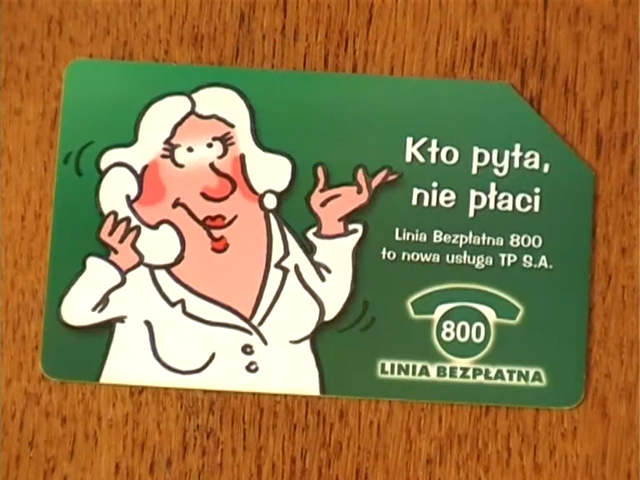 Kto pyta,
nie płaci
Linia Bezpłatna 800
to nowa usługa TP S.A.
800
LINIA BEZPŁATNA